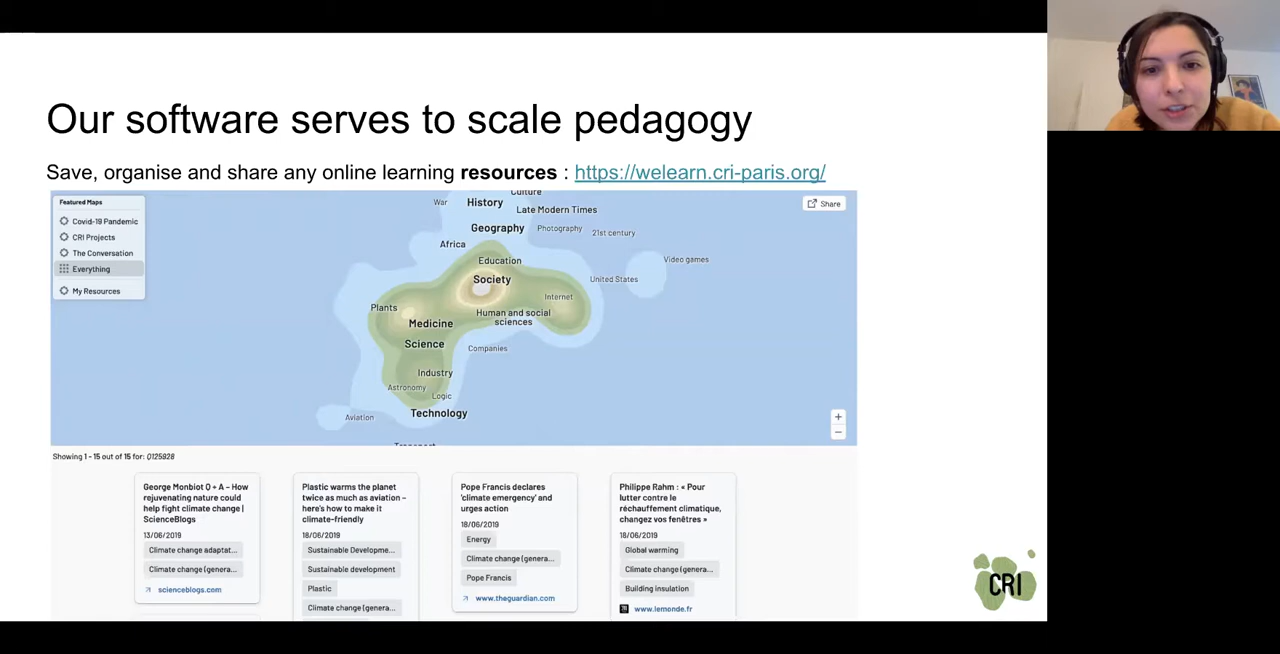 Our software serves to scale pedagogy
Save, organise and share any online learning resources : https://welearn.cri-paris.org/
Featured Maps
Covid-19 Pandemic
CRI Projects
The Conversation
Everything
My Resources
Share
Culture
War
History
Late Modern Times
Geography
Photography
21st century
Africa
Education
Video games
Society
United States
Internet
Plants
Human and social
sciences
Medicine
Science
Companies
Industry
Astronomy
Logic
Technology
Aviation
Transport
+
−
Showing 1 - 15 out of 15 for: Q125928
George Monbiot Q + A – How
rejuvenating nature could
help fight climate change |
ScienceBlogs
13/06/2019
Climate change adaptat...
Climate change (genera...
scienceblogs.com
Plastic warms the planet
twice as much as aviation –
here's how to make it
climate-friendly
18/06/2019
Sustainable Developme...
Sustainable development
Plastic
Climate change (genera...
Pope Francis declares
'climate emergency' and
urges action
18/06/2019
Energy
Climate change (genera...
Pope Francis
www.theguardian.com
Philippe Rahm : « Pour
lutter contre le
réchauffement climatique,
changez vos fenêtres »
18/06/2019
Global warming
Climate change (genera...
Building insulation
www.lemonde.fr
CRI